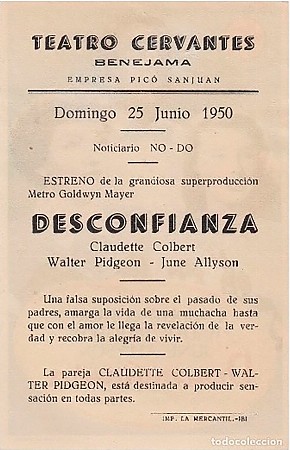 TEATRO CERVANTES
BENEJAMA
EMPRESA PICÓ SANJUAN
Domingo 25 Junio 1950
Noticiario NO - DO
ESTRENO de la grandiosa superproducción
Metro Goldwyn Mayer
DESCONFIANZA
Claudette Colbert
Walter Pidgeon - June Allyson
Una falsa suposición sobre el pasado de sus
padres, amarga la vida de una muchacha hasta
que con el amor le llega la revelación de la ver-
dad y recobra la alegria de vivir.
La pareja CLAUDETTE COLBERT - WAL-
TER PIDGEON, está destinada a producir sen-
sación en todas partes.
IMP. LA MERCANTIL.-IBI
todocoleccion